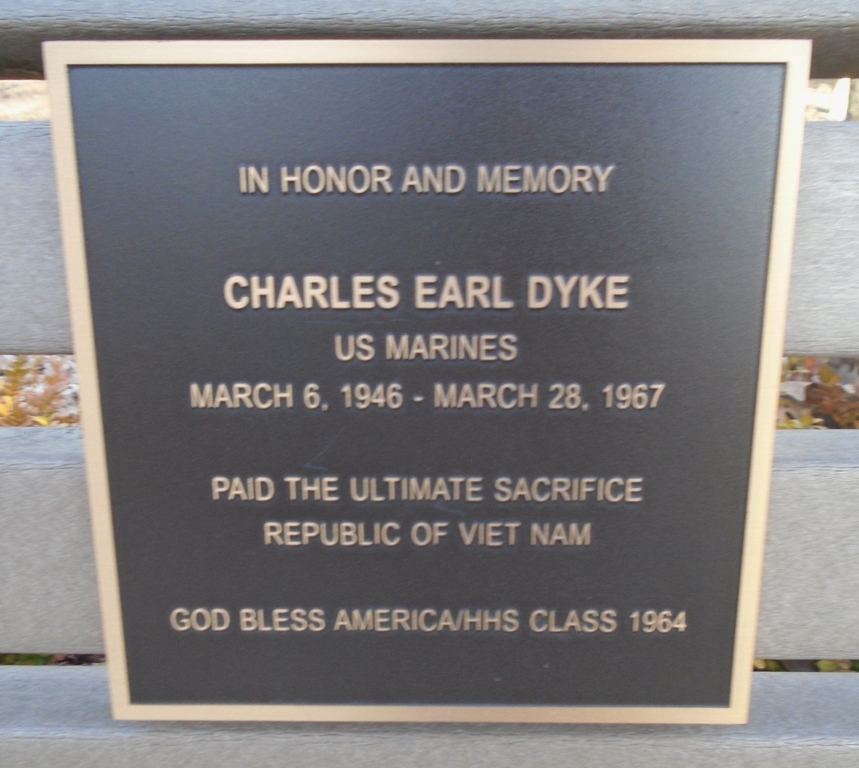 IN HONOR AND MEMORY
CHARLES EARL DYKE
US MARINES
MARCH 6, 1946 - MARCH 28, 1967
PAID THE ULTIMATE SACRIFICE
REPUBLIC OF VIET NAM
GOD BLESS AMERICA/HHS CLASS 1964